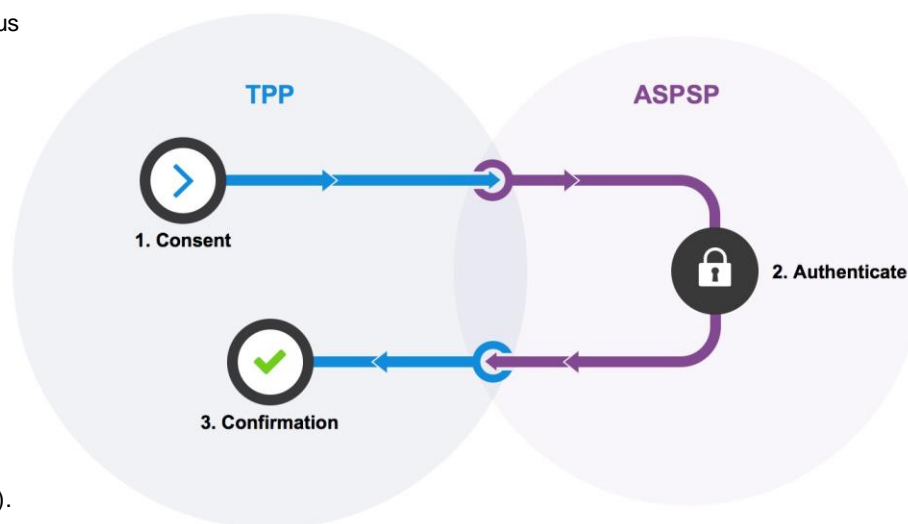 us
TPP
ASPSP
1. Consent
2. Authenticate
3. Confirmation
).